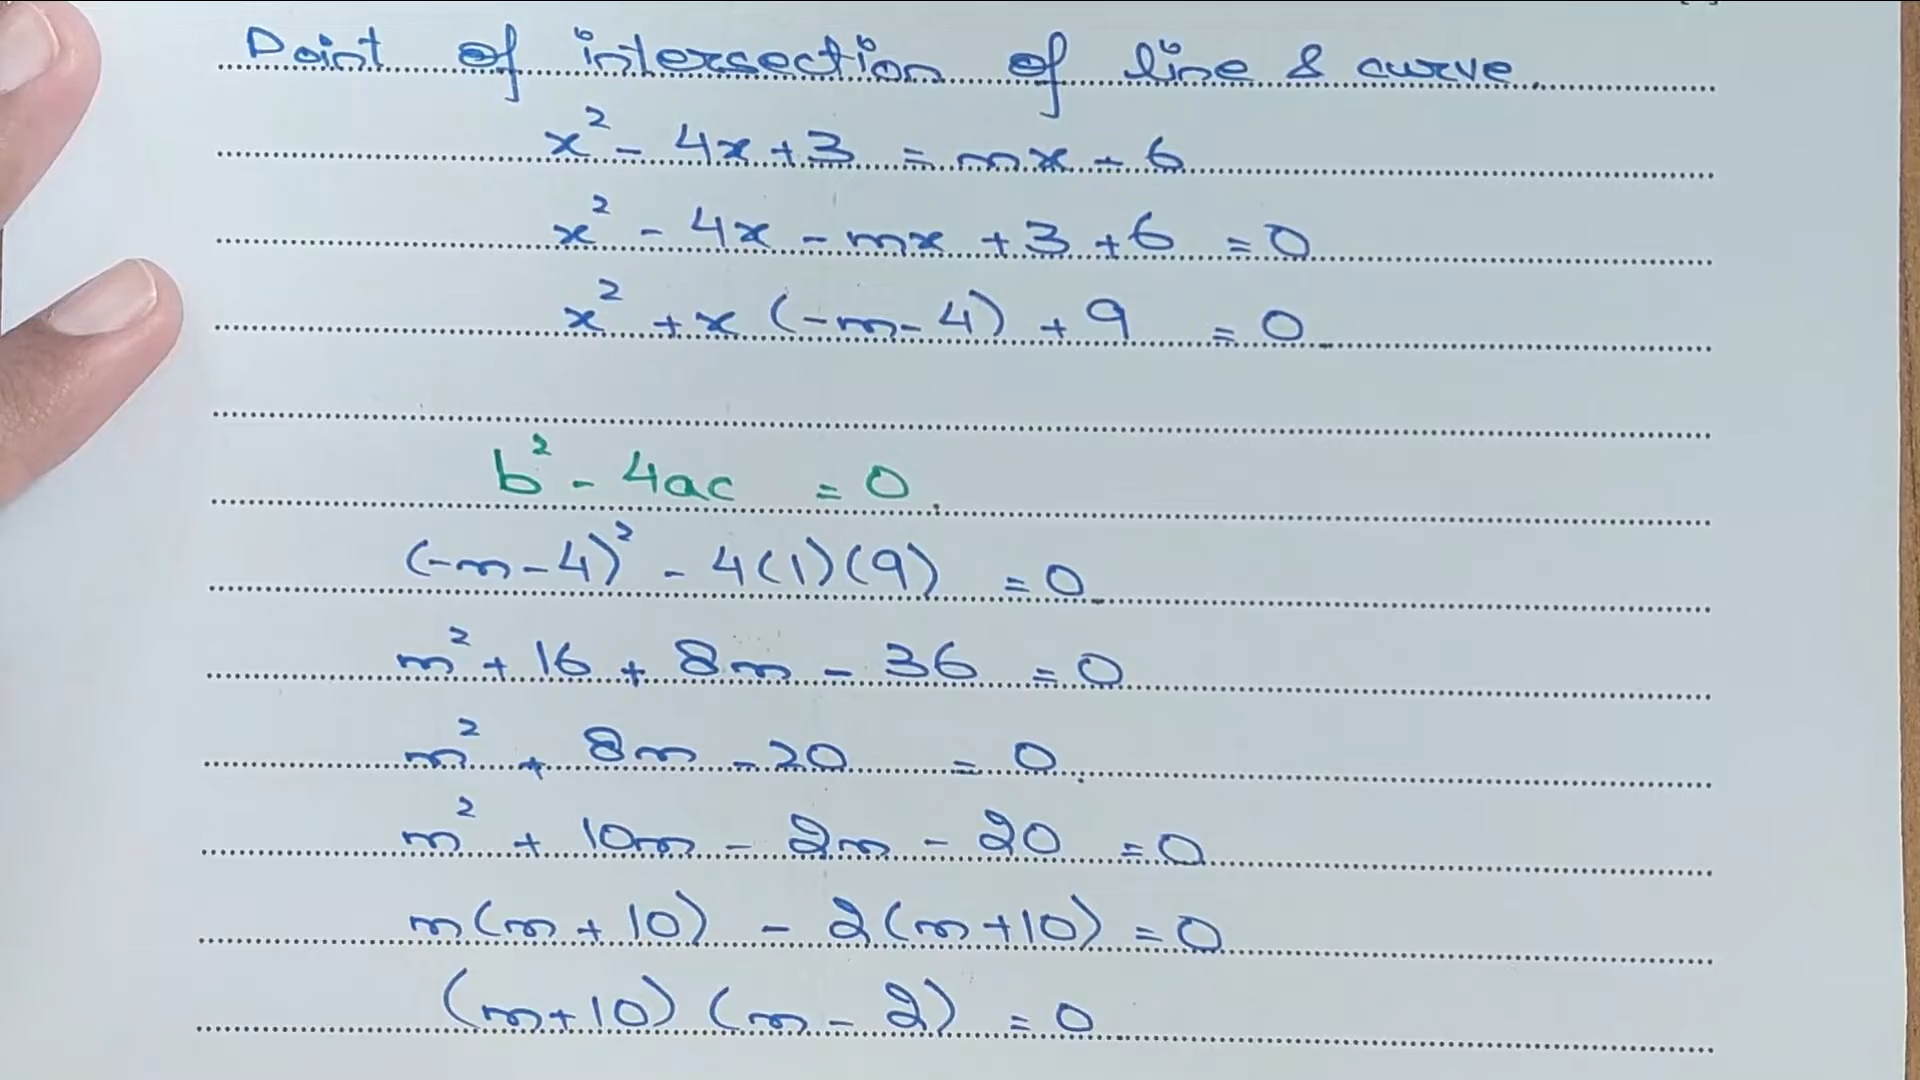 Point of intersection of line & curve.
x² - 4x + 3 = mx - 6
x² - 4x - mx + 3 + 6 = 0
x² + x (-m - 4) + 9 = 0
b² - 4ac = 0.
(-m - 4)² - 4(1)(9) = 0
m² + 16 + 8m - 36 = 0
m² + 8m - 20 = 0.
m² + 10m - 2m - 20 = 0
m(m + 10) - 2(m + 10) = 0
(m + 10) (m - 2) = 0